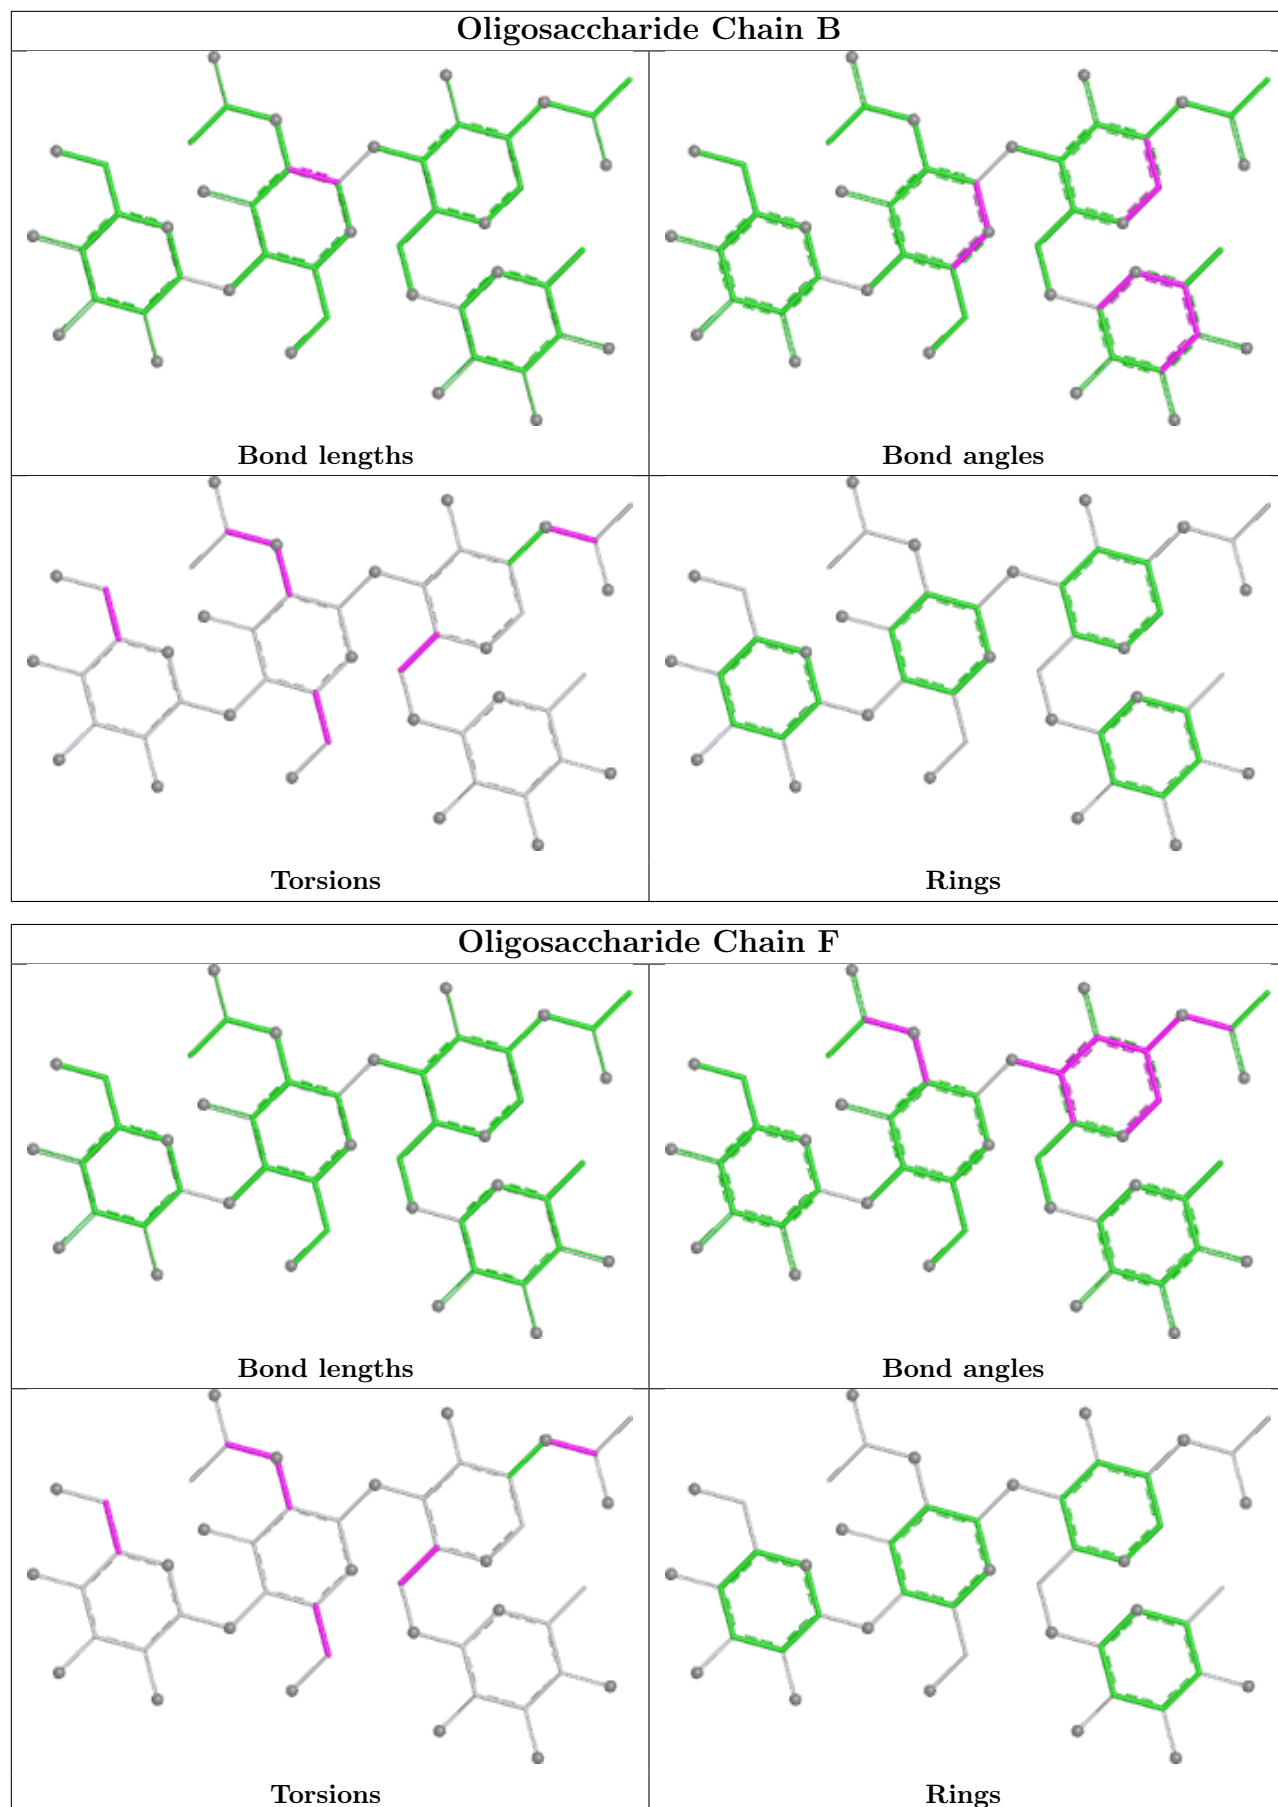 Oligosaccharide Chain B
Bond lengths
Bond angles
Torsions
Rings
Oligosaccharide Chain F
Bond lengths
Bond angles
Torsions
Rings